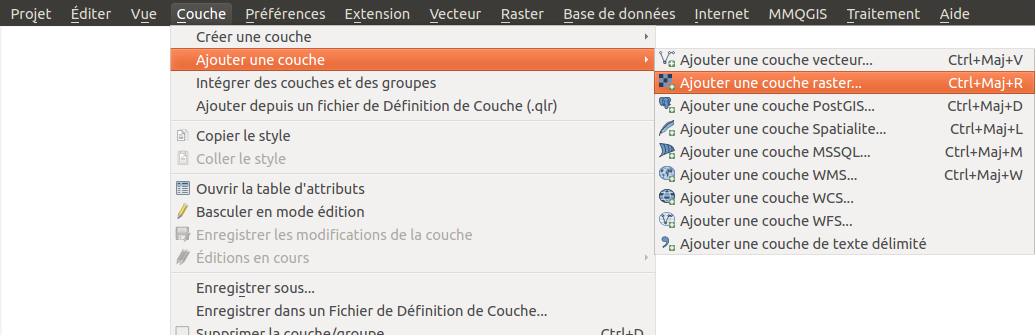 Projet Éditer Vue Couche Préférences Extension Vecteur Raster Base de données Internet MMQGIS Traitement Aide
Créer une couche
Ajouter une couche
Intégrer des couches et des groupes
Ajouter depuis un fichier de Définition de Couche (.qlr)
Copier le style
Coller le style
Ouvrir la table d'attributs
Basculer en mode édition
Enregistrer les modifications de la couche
Éditions en cours
Enregistrer sous...
Enregistrer dans un Fichier de Définition de Couche...
Supprimer la couche/groupe Ctrl+D
Ajouter une couche vecteur... Ctrl+Maj+V
Ajouter une couche raster... Ctrl+Maj+R
Ajouter une couche PostGIS... Ctrl+Maj+D
Ajouter une couche Spatialite... Ctrl+Maj+L
Ajouter une couche MSSQL... Ctrl+Maj+M
Ajouter une couche WMS... Ctrl+Maj+W
Ajouter une couche WCS...
Ajouter une couche WFS...
Ajouter une couche de texte délimité